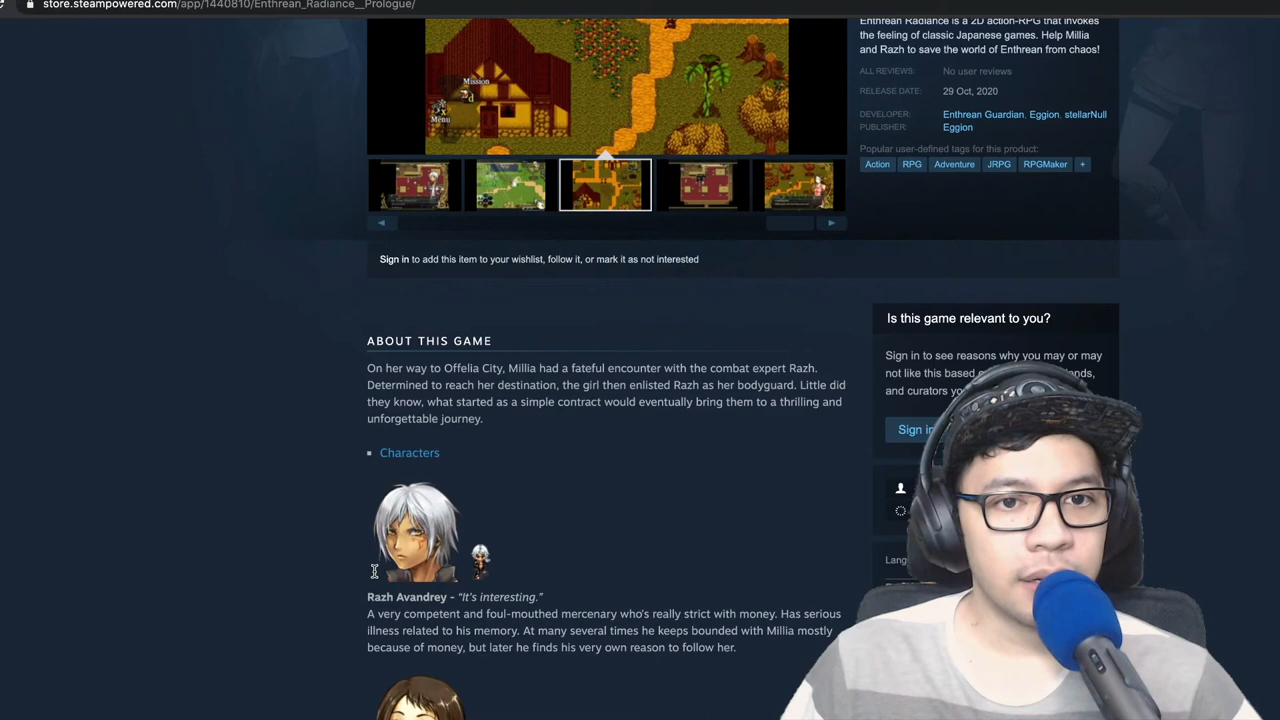 store.steampowered.com/app/1440810/Enthrean_Radiance__Prologue/
Enthrean Radiance is a 2D action-RPG that invokes
the feeling of classic Japanese games. Help Millia
and Razh to save the world of Enthrean from chaos!
Mission
Menu
ALL REVIEWS: No user reviews
RELEASE DATE: 29 Oct, 2020
DEVELOPER: Enthrean Guardian, Eggion, stellarNull
PUBLISHER: Eggion
Popular user-defined tags for this product:
Action RPG Adventure JRPG RPGMaker +
Sign in to add this item to your wishlist, follow it, or mark it as not interested
ABOUT THIS GAME
On her way to Offelia City, Millia had a fateful encounter with the combat expert Razh.
Determined to reach her destination, the girl then enlisted Razh as her bodyguard. Little did
they know, what started as a simple contract would eventually bring them to a thrilling and
unforgettable journey.
Characters
Razh Avandrey - “It's interesting.”
A very competent and foul-mouthed mercenary who's really strict with money. Has serious
illness related to his memory. At many several times he keeps bounded with Millia mostly
because of money, but later he finds his very own reason to follow her.
Is this game relevant to you?
Sign in to see reasons why you may or may
not like this based
and curators
Sign in